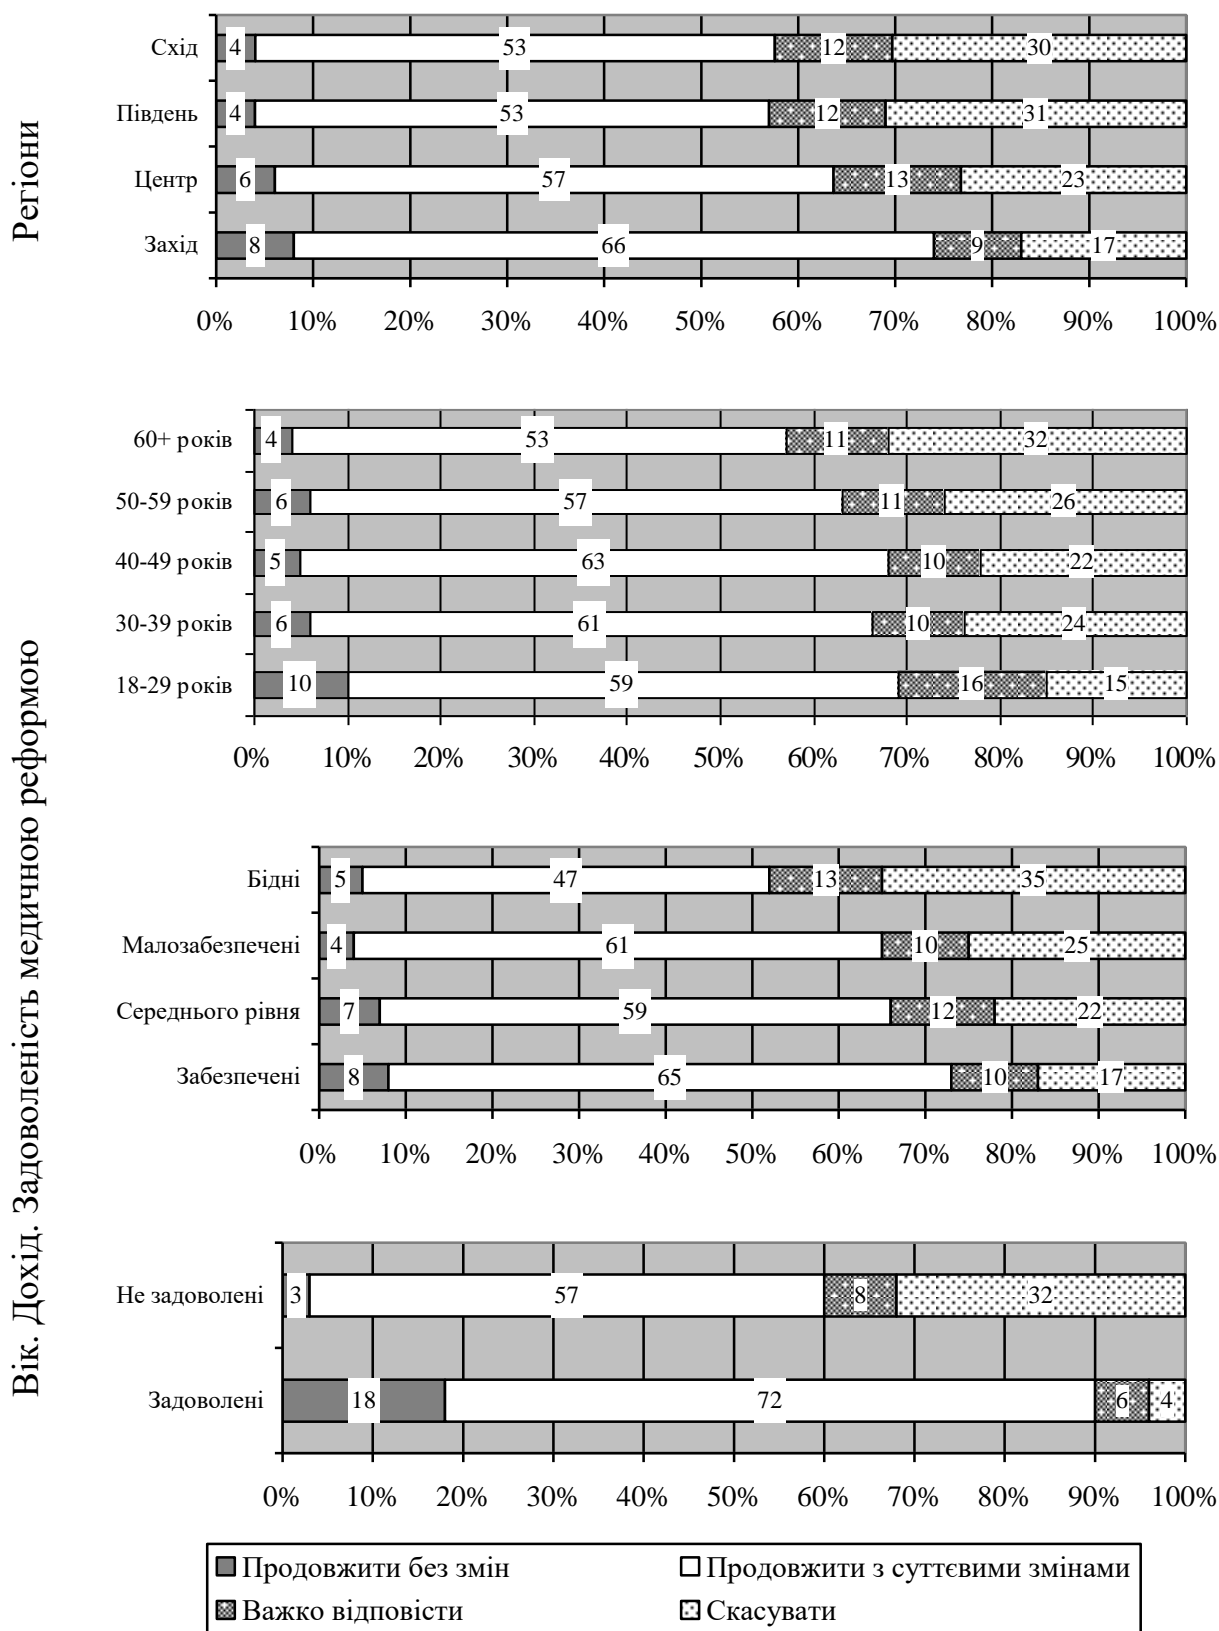 Регіони
Схід 4 53 12 30
Південь 4 53 12 31
Центр 6 57 13 23
Захід 8 66 9 17
0% 10% 20% 30% 40% 50% 60% 70% 80% 90% 100%
Вік. Дохід. Задоволеність медичною реформою
60+ років 4 53 11 32
50-59 років 6 57 11 26
40-49 років 5 63 10 22
30-39 років 6 61 10 24
18-29 років 10 59 16 15
0% 10% 20% 30% 40% 50% 60% 70% 80% 90% 100%
Бідні 5 47 13 35
Малозабезпечені 4 61 10 25
Середнього рівня 7 59 12 22
Забезпечені 8 65 10 17
0% 10% 20% 30% 40% 50% 60% 70% 80% 90% 100%
Не задоволені 3 57 8 32
Задоволені 18 72 6 4
0% 10% 20% 30% 40% 50% 60% 70% 80% 90% 100%
Продовжити без змін Продовжити з суттєвими змінами
Важко відповісти Скасувати